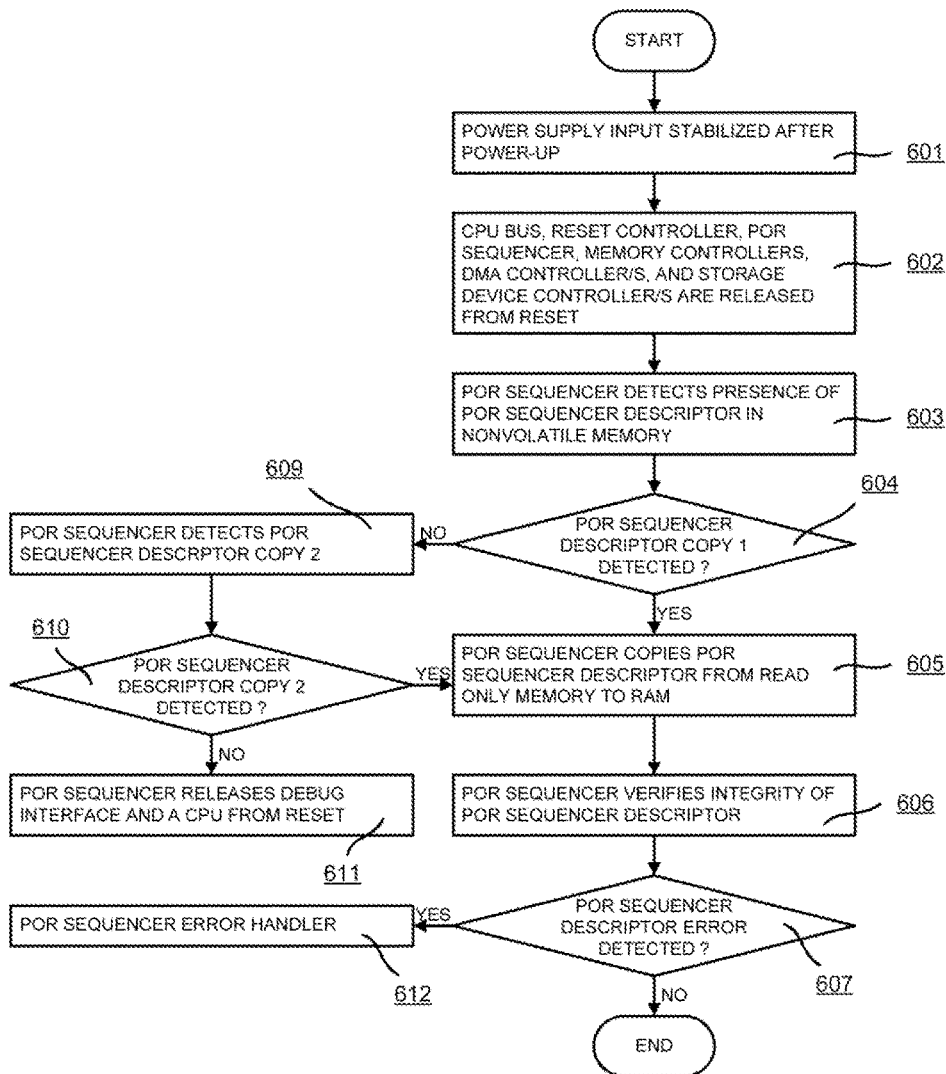 START
POWER SUPPLY INPUT STABILIZED AFTER
POWER-UP
601
CPU BUS, RESET CONTROLLER, POR
SEQUENCER, MEMORY CONTROLLERS,
DMA CONTROLLER/S, AND STORAGE
DEVICE CONTROLLER/S ARE RELEASED
FROM RESET
602
POR SEQUENCER DETECTS PRESENCE OF
POR SEQUENCER DESCRIPTOR IN
NONVOLATILE MEMORY
603
604
POR SEQUENCER
DESCRIPTOR COPY 1
DETECTED ?
NO
YES
609
POR SEQUENCER DETECTS POR
SEQUENCER DESCRPTOR COPY 2
610
POR SEQUENCER
DESCRIPTOR COPY 2
DETECTED ?
YES
NO
POR SEQUENCER COPIES POR
SEQUENCER DESCRIPTOR FROM READ
ONLY MEMORY TO RAM
605
POR SEQUENCER RELEASES DEBUG
INTERFACE AND A CPU FROM RESET
611
POR SEQUENCER VERIFIES INTEGRITY OF
POR SEQUENCER DESCRIPTOR
606
POR SEQUENCER
DESCRIPTOR ERROR
DETECTED ?
607
YES
NO
POR SEQUENCER ERROR HANDLER
612
END